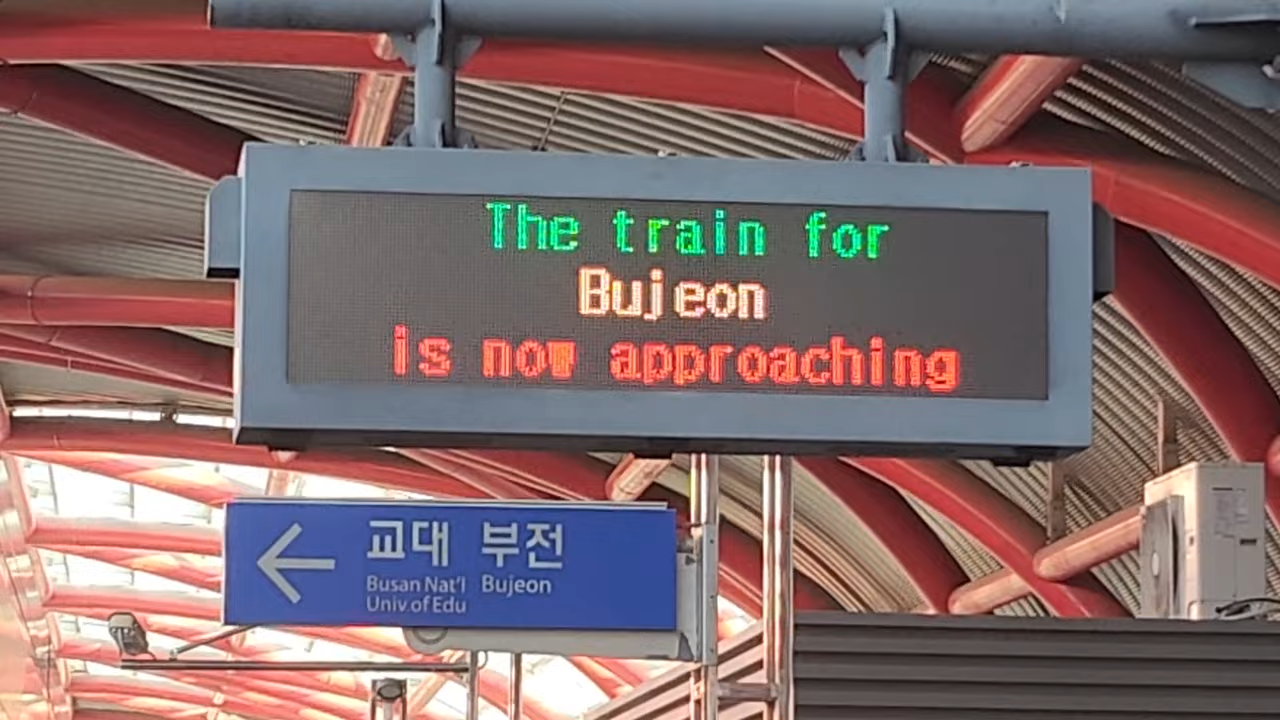 The train for
Bujeon
is now approaching
교대 부전
Busan Nat'l Bujeon
Univ.of Edu